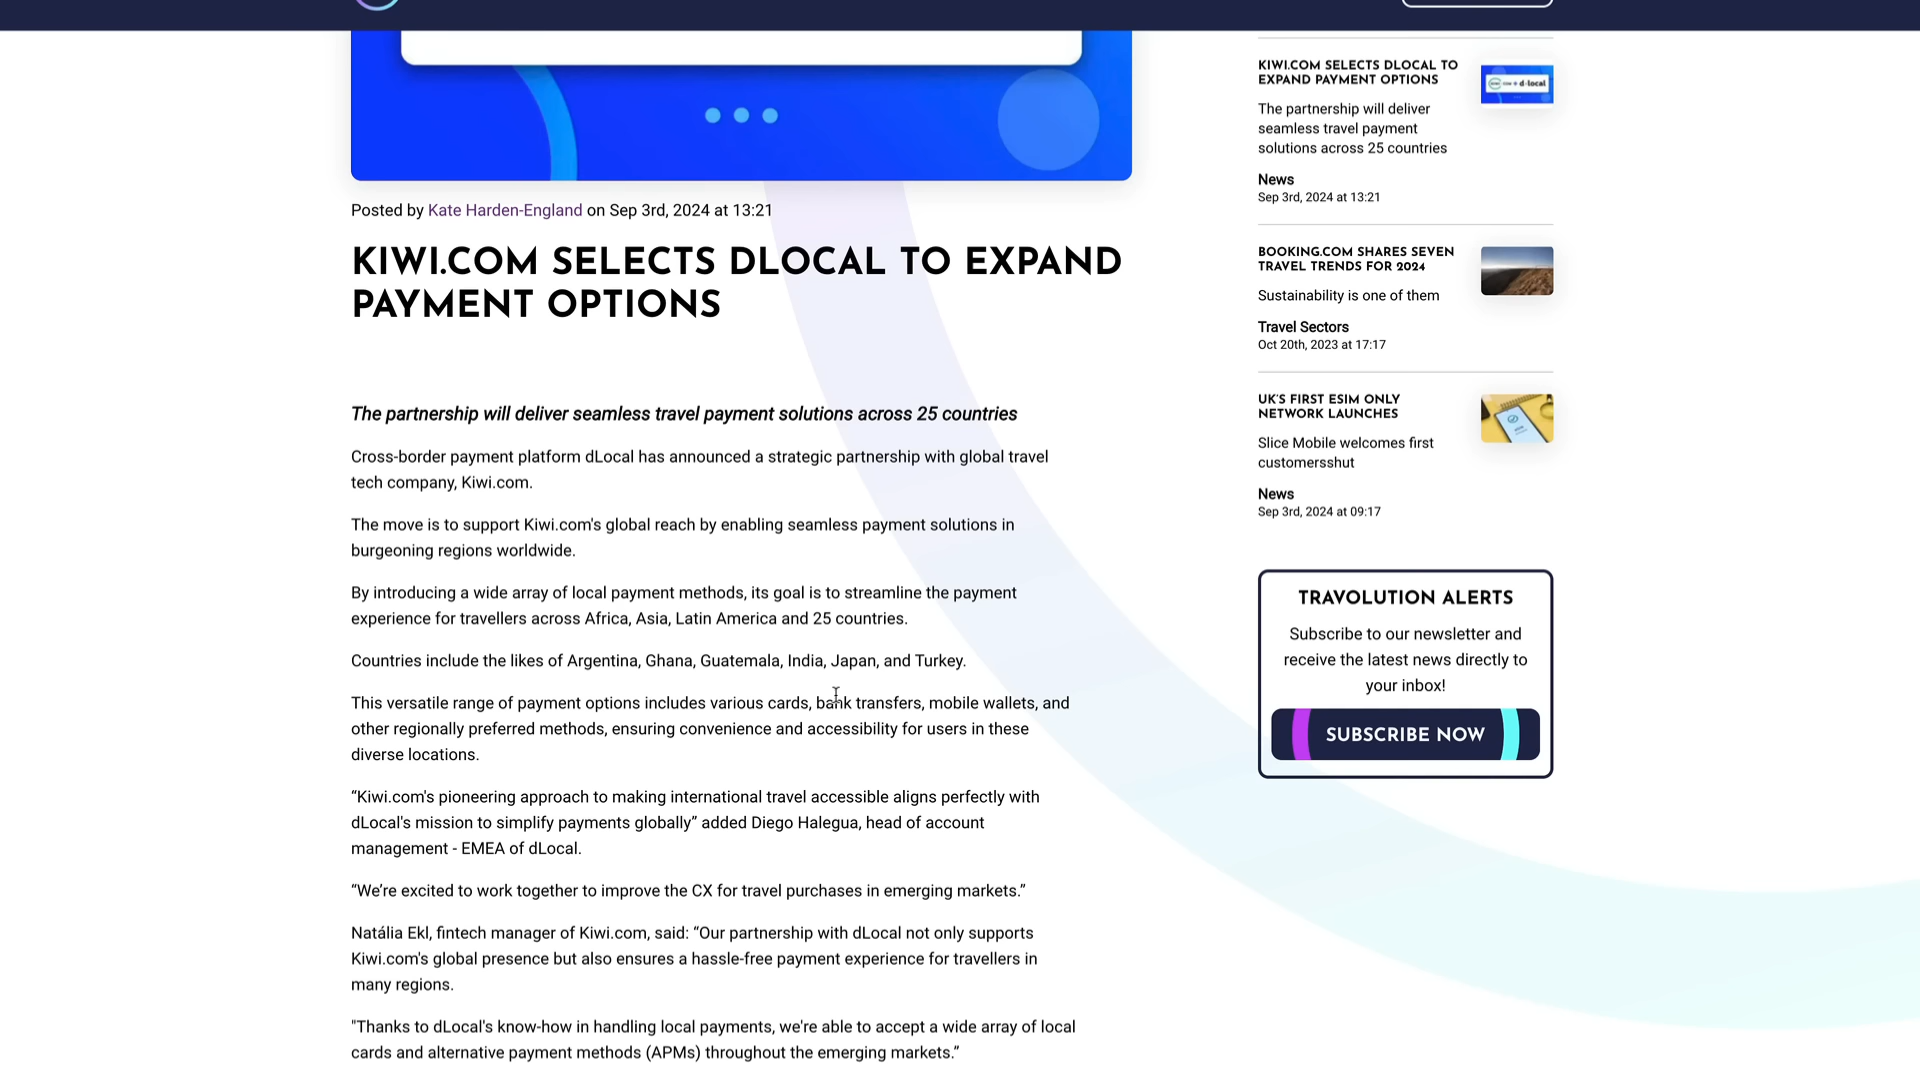 Posted by Kate Harden-England on Sep 3rd, 2024 at 13:21
KIWI.COM SELECTS DLOCAL TO EXPAND
PAYMENT OPTIONS
The partnership will deliver seamless travel payment solutions across 25 countries
Cross-border payment platform dLocal has announced a strategic partnership with global travel
tech company, Kiwi.com.
The move is to support Kiwi.com's global reach by enabling seamless payment solutions in
burgeoning regions worldwide.
By introducing a wide array of local payment methods, its goal is to streamline the payment
experience for travellers across Africa, Asia, Latin America and 25 countries.
Countries include the likes of Argentina, Ghana, Guatemala, India, Japan, and Turkey.
This versatile range of payment options includes various cards, bank transfers, mobile wallets, and
other regionally preferred methods, ensuring convenience and accessibility for users in these
diverse locations.
“Kiwi.com's pioneering approach to making international travel accessible aligns perfectly with
dLocal's mission to simplify payments globally” added Diego Halegua, head of account
management - EMEA of dLocal.
“We’re excited to work together to improve the CX for travel purchases in emerging markets.”
Natália Ekl, fintech manager of Kiwi.com, said: “Our partnership with dLocal not only supports
Kiwi.com's global presence but also ensures a hassle-free payment experience for travellers in
many regions.
"Thanks to dLocal's know-how in handling local payments, we're able to accept a wide array of local
cards and alternative payment methods (APMs) throughout the emerging markets.”
KIWI.COM SELECTS DLOCAL TO
EXPAND PAYMENT OPTIONS
The partnership will deliver
seamless travel payment
solutions across 25 countries
News
Sep 3rd, 2024 at 13:21
d·local
BOOKING.COM SHARES SEVEN
TRAVEL TRENDS FOR 2024
Sustainability is one of them
Travel Sectors
Oct 20th, 2023 at 17:17
UK'S FIRST ESIM ONLY
NETWORK LAUNCHES
Slice Mobile welcomes first
customersshut
News
Sep 3rd, 2024 at 09:17
TRAVOLUTION ALERTS
Subscribe to our newsletter and
receive the latest news directly to
your inbox!
SUBSCRIBE NOW